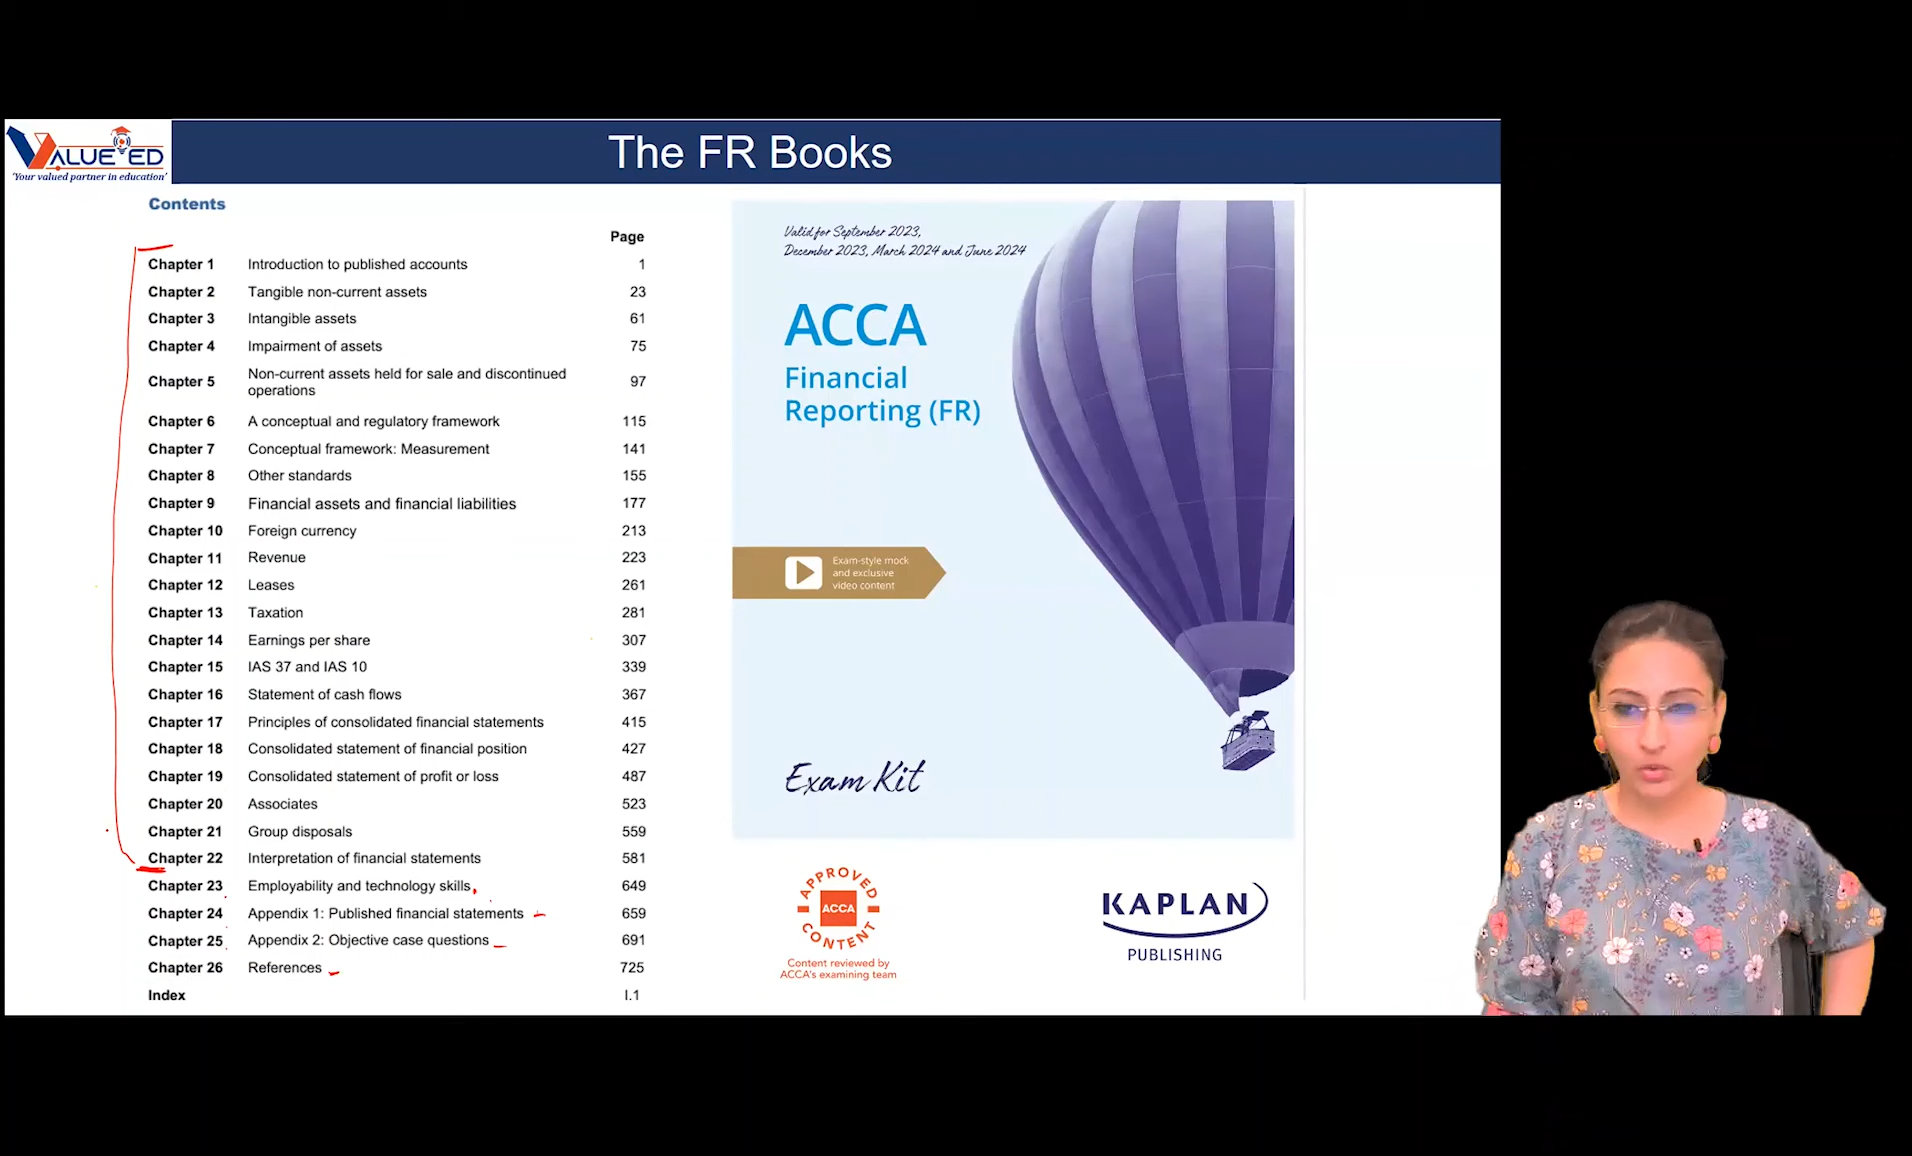 VALUE ED
'Your valued partner in education'
The FR Books
Contents
Page
Chapter 1 Introduction to published accounts 1
Chapter 2 Tangible non-current assets 23
Chapter 3 Intangible assets 61
Chapter 4 Impairment of assets 75
Chapter 5 Non-current assets held for sale and discontinued operations 97
Chapter 6 A conceptual and regulatory framework 115
Chapter 7 Conceptual framework: Measurement 141
Chapter 8 Other standards 155
Chapter 9 Financial assets and financial liabilities 177
Chapter 10 Foreign currency 213
Chapter 11 Revenue 223
Chapter 12 Leases 261
Chapter 13 Taxation 281
Chapter 14 Earnings per share 307
Chapter 15 IAS 37 and IAS 10 339
Chapter 16 Statement of cash flows 367
Chapter 17 Principles of consolidated financial statements 415
Chapter 18 Consolidated statement of financial position 427
Chapter 19 Consolidated statement of profit or loss 487
Chapter 20 Associates 523
Chapter 21 Group disposals 559
Chapter 22 Interpretation of financial statements 581
Chapter 23 Employability and technology skills 649
Chapter 24 Appendix 1: Published financial statements 659
Chapter 25 Appendix 2: Objective case questions 691
Chapter 26 References 725
Index I.1
Valid for September 2023,
December 2023, March 2024 and June 2024
ACCA
Financial
Reporting (FR)
Exam-style mock
and exclusive
video content
Exam Kit
APPROVED
ACCA
CONTENT
Content reviewed by
ACCA's examining team
KAPLAN
PUBLISHING